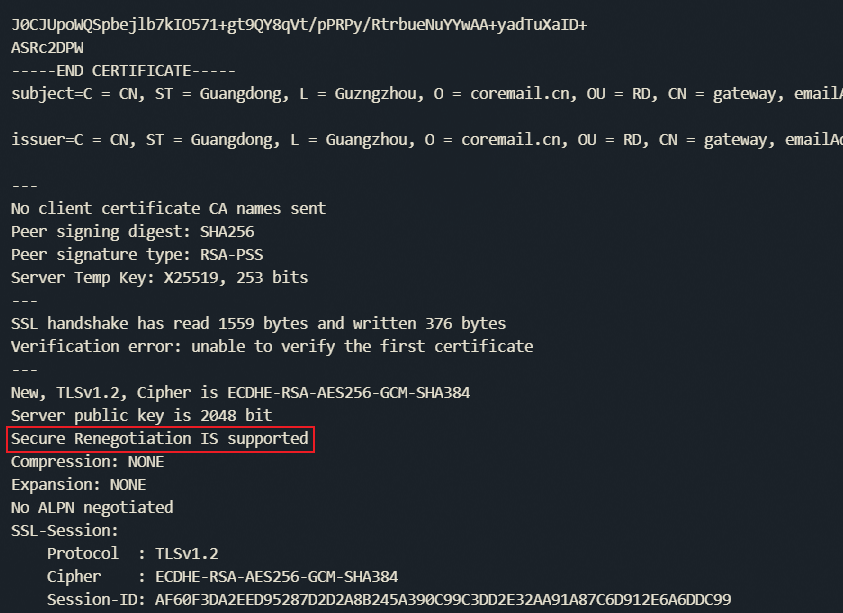 J0CJUpoWQSpbejlb7kIO571+gt9QY8qVt/pPRPy/RtrbueNuYYwAA+yadTuXaID+
ASRc2DPW
-----END CERTIFICATE-----
subject=C = CN, ST = Guangdong, L = Guzngzhou, O = coremail.cn, OU = RD, CN = gateway, emailA
issuer=C = CN, ST = Guangdong, L = Guangzhou, O = coremail.cn, OU = RD, CN = gateway, emailAd
---
No client certificate CA names sent
Peer signing digest: SHA256
Peer signature type: RSA-PSS
Server Temp Key: X25519, 253 bits
---
SSL handshake has read 1559 bytes and written 376 bytes
Verification error: unable to verify the first certificate
---
New, TLSv1.2, Cipher is ECDHE-RSA-AES256-GCM-SHA384
Server public key is 2048 bit
Secure Renegotiation IS supported
Compression: NONE
Expansion: NONE
No ALPN negotiated
SSL-Session:
    Protocol  : TLSv1.2
    Cipher    : ECDHE-RSA-AES256-GCM-SHA384
    Session-ID: AF60F3DA2EED95287D2D2A8B245A390C99C3DD2E32AA91A87C6D912E6A6DDC99